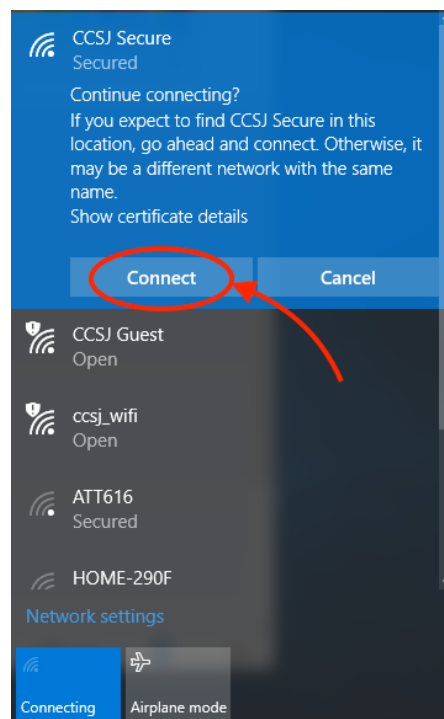 CCSJ Secure
Secured
Continue connecting?
If you expect to find CCSJ Secure in this
location, go ahead and connect. Otherwise, it
may be a different network with the same
name.
Show certificate details
Connect Cancel
CCSJ Guest
Open
ccsj_wifi
Open
ATT616
Secured
HOME-290F
Network settings
Connecting Airplane mode